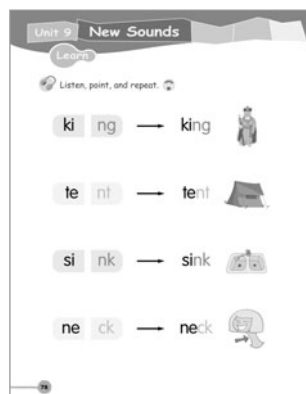 Unit 9 New Sounds
Learn
Listen, point, and repeat.
ki ng → king
te nt → tent
si nk → sink
ne ck → neck
78